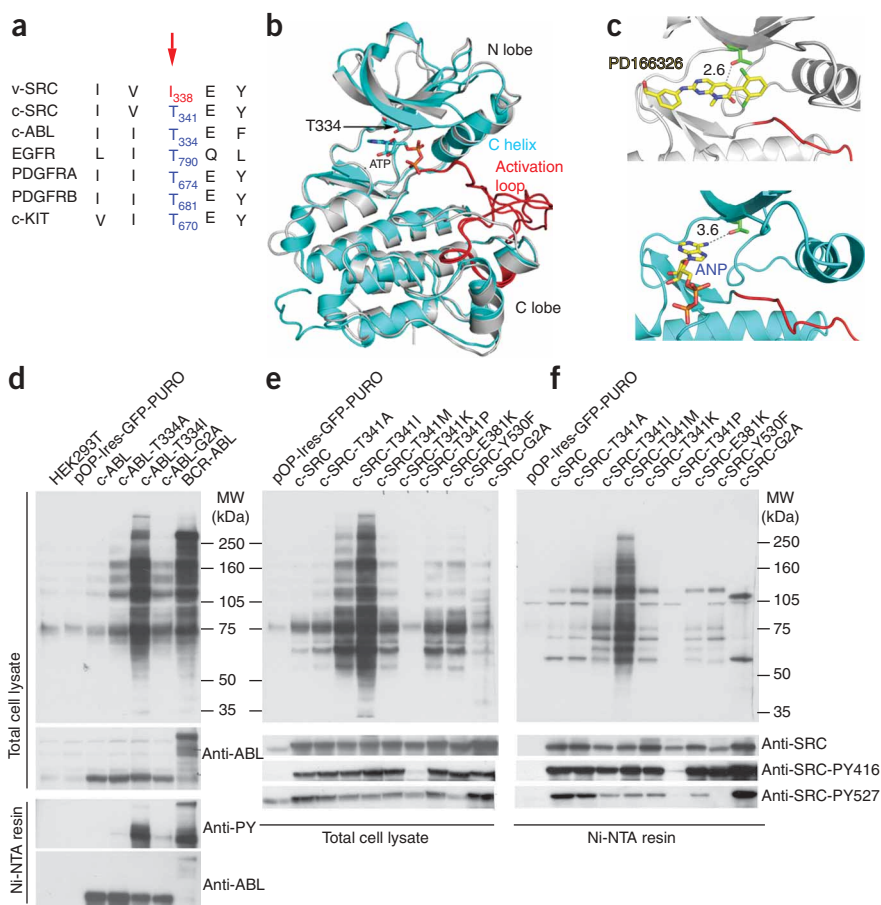 a
v-SRC I V I338 E Y
c-SRC I V T341 E Y
c-ABL I I T334 E F
EGFR L I T790 Q L
PDGFRA I I T674 E Y
PDGFRB I I T681 E Y
c-KIT V I T670 E Y
b
N lobe
T334
ATP
C helix
Activation
loop
C lobe
c
PD166326
2.6
3.6
ANP
d
HEK293T
pOP-Ires-GFP-PURO
c-ABL
c-ABL-T334A
c-ABL-T334I
c-ABL-G2A
BCR-ABL
MW
(kDa)
250
160
105
75
50
35
Total cell lysate
Anti-ABL
Ni-NTA resin
Anti-PY
Anti-ABL
e
pOP-Ires-GFP-PURO
c-SRC
c-SRC-T341A
c-SRC-T341I
c-SRC-T341M
c-SRC-T341K
c-SRC-T341P
c-SRC-E381K
c-SRC-Y530F
c-SRC-G2A
Total cell lysate
f
pOP-Ires-GFP-PURO
c-SRC
c-SRC-T341A
c-SRC-T341I
c-SRC-T341M
c-SRC-T341K
c-SRC-T341P
c-SRC-E381K
c-SRC-Y530F
c-SRC-G2A
MW
(kDa)
250
160
105
75
50
35
Anti-SRC
Anti-SRC-PY416
Anti-SRC-PY527
Ni-NTA resin